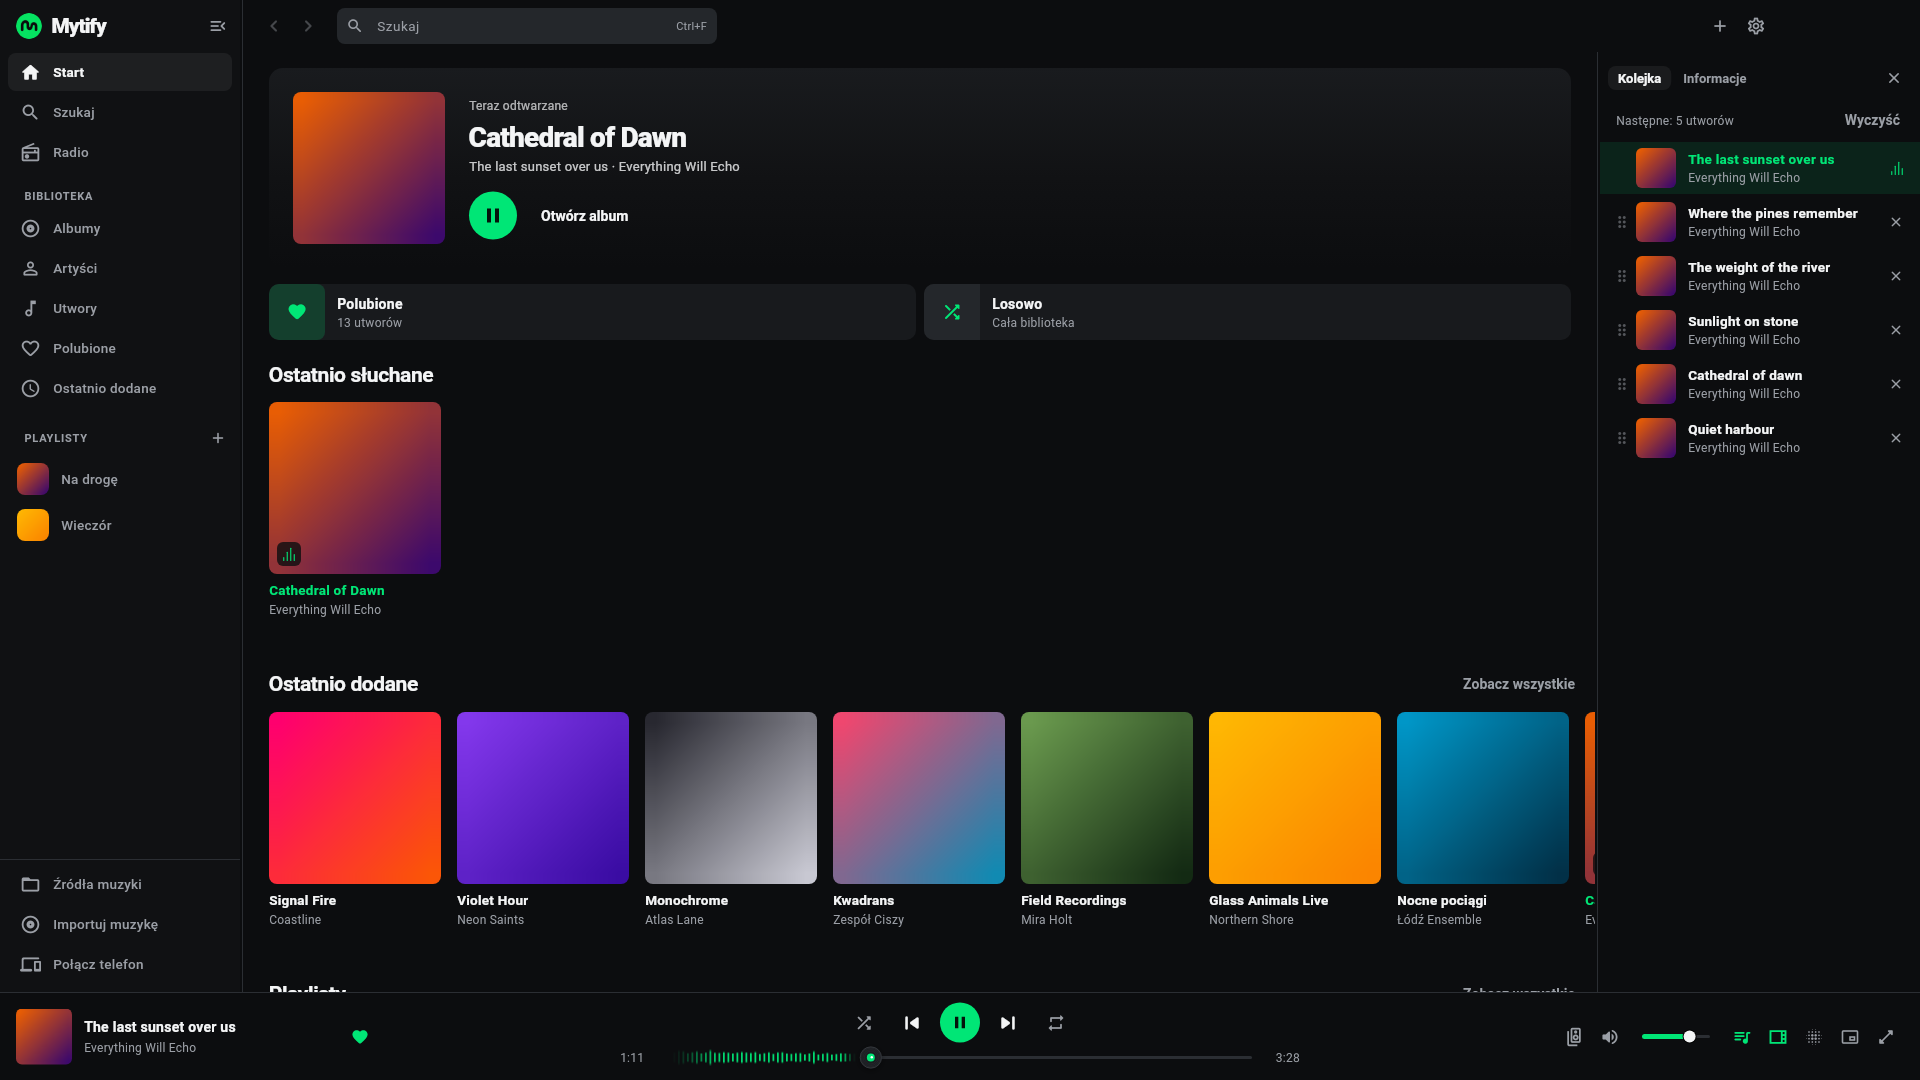 Mytify
Szukaj
Ctrl+F
Start
Szukaj
Radio
BIBLIOTEKA
Albumy
Artyści
Utwory
Polubione
Ostatnio dodane
PLAYLISTY
Na drogę
Wieczór
Źródła muzyki
Importuj muzykę
Połącz telefon
Teraz odtwarzane
Cathedral of Dawn
The last sunset over us · Everything Will Echo
Otwórz album
Polubione
13 utworów
Losowo
Cała biblioteka
Ostatnio słuchane
Cathedral of Dawn
Everything Will Echo
Ostatnio dodane
Zobacz wszystkie
Signal Fire
Coastline
Violet Hour
Neon Saints
Monochrome
Atlas Lane
Kwadrans
Zespół Ciszy
Field Recordings
Mira Holt
Glass Animals Live
Northern Shore
Nocne pociągi
Łódź Ensemble
Playlisty
Zobacz wszystkie
Kolejka
Informacje
Następne: 5 utworów
Wyczyść
The last sunset over us
Everything Will Echo
Where the pines remember
Everything Will Echo
The weight of the river
Everything Will Echo
Sunlight on stone
Everything Will Echo
Cathedral of dawn
Everything Will Echo
Quiet harbour
Everything Will Echo
The last sunset over us
Everything Will Echo
1:11
3:28